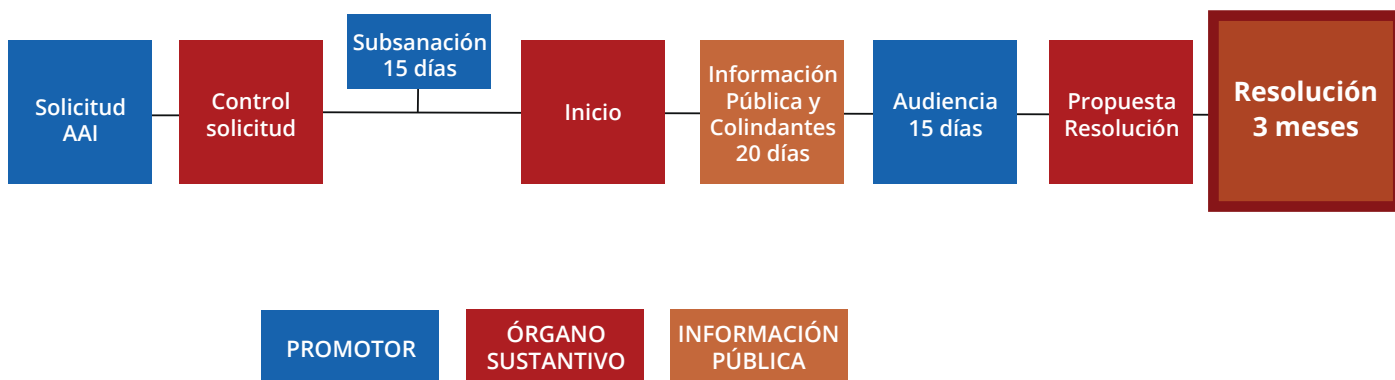 Solicitud
AAI
Control
solicitud
Subsanación
15 días
Inicio
Información
Pública y
Colindantes
20 días
Audiencia
15 días
Propuesta
Resolución
Resolución
3 meses
PROMOTOR
ÓRGANO
SUSTANTIVO
INFORMACIÓN
PÚBLICA